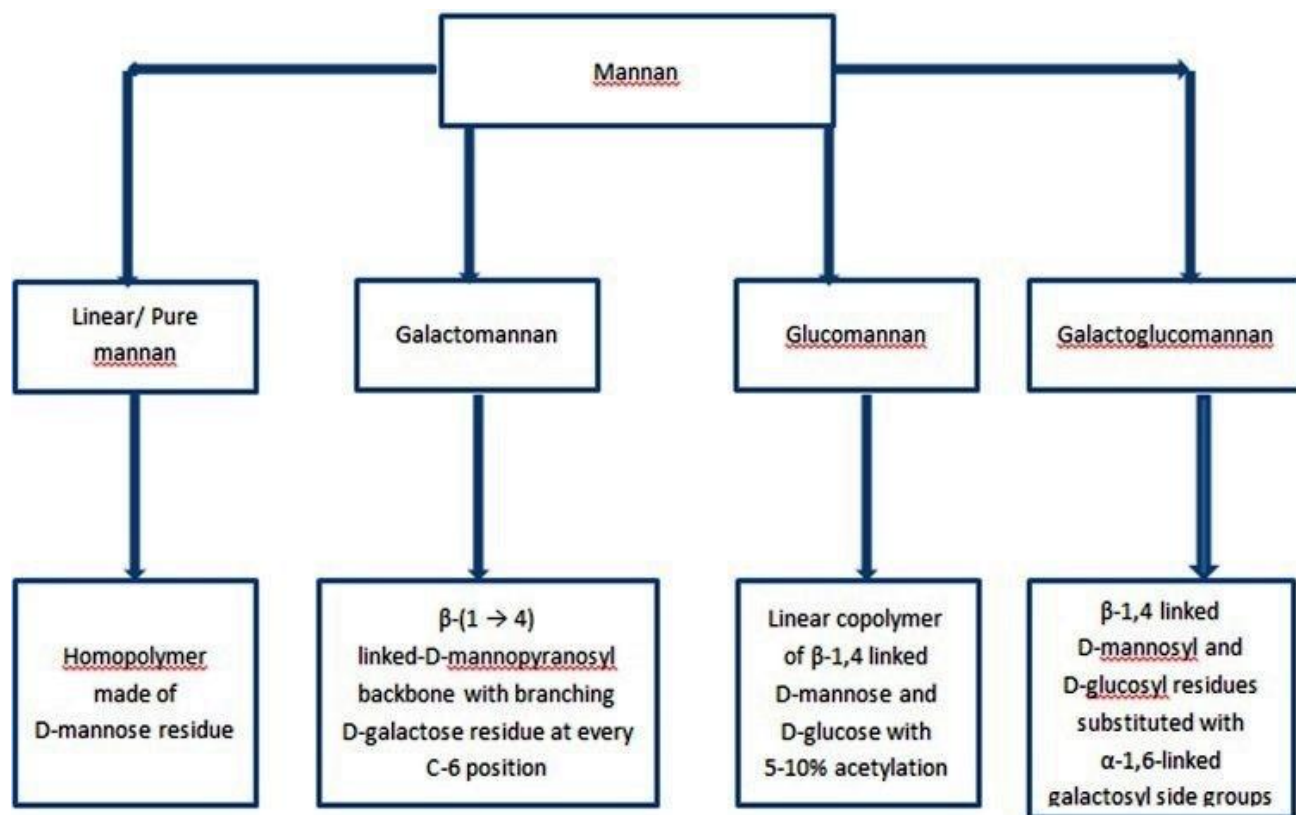 Mannan
Linear/ Pure
mannan
Galactomannan
Glucomannan
Galactoglucomannan
Homopolymer
made of
D-mannose residue
β-(1 → 4)
linked-D-mannopyranosyl
backbone with branching
D-galactose residue at every
C-6 position
Linear copolymer
of β-1,4 linked
D-mannose and
D-glucose with
5-10% acetylation
β-1,4 linked
D-mannosyl and
D-glucosyl residues
substituted with
α-1,6-linked
galactosyl side groups